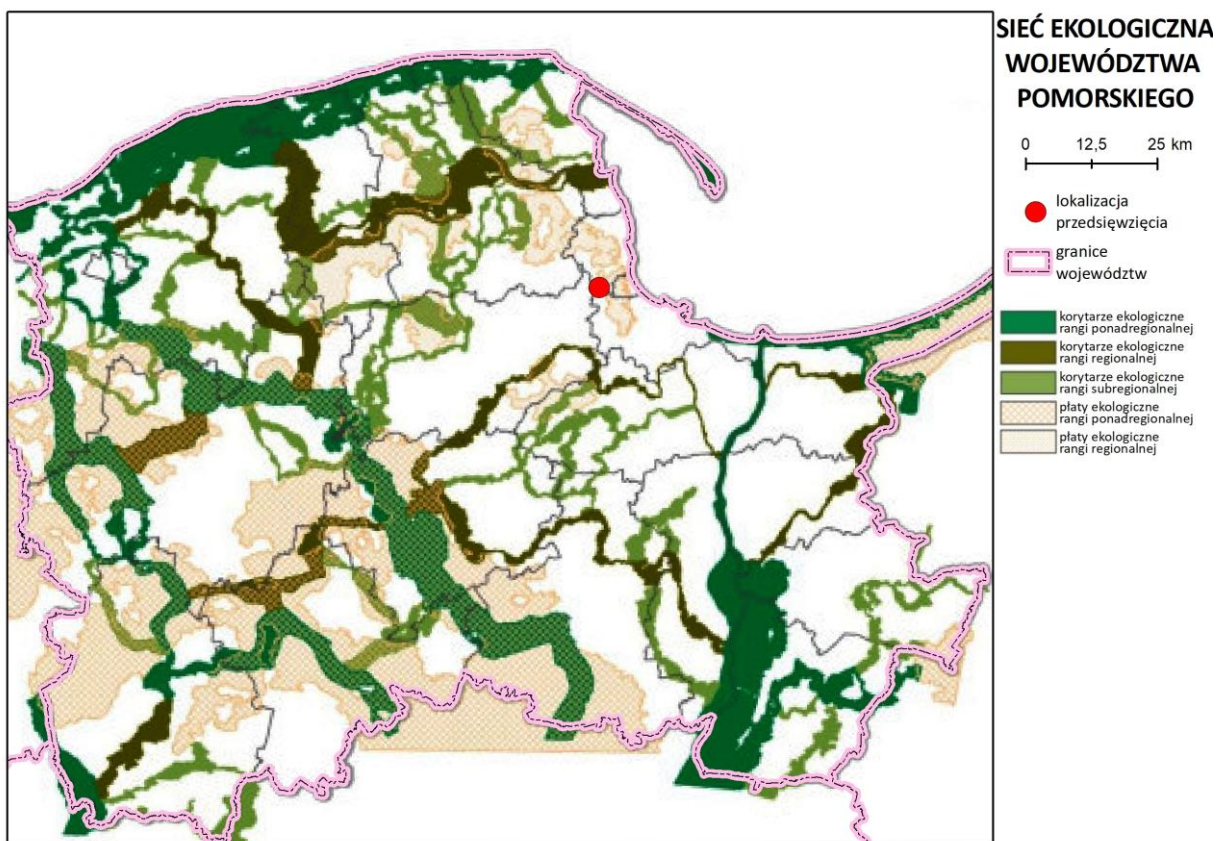 SIEĆ EKOLOGICZNA
WOJEWÓDZTWA
POMORSKIEGO
0 12,5 25 km
lokalizacja
przedsięwzięcia
granice
województw
korytarze ekologiczne
rangi ponadregionalnej
korytarze ekologiczne
rangi regionalnej
korytarze ekologiczne
rangi subregionalnej
płaty ekologiczne
rangi ponadregionalnej
płaty ekologiczne
rangi regionalnej